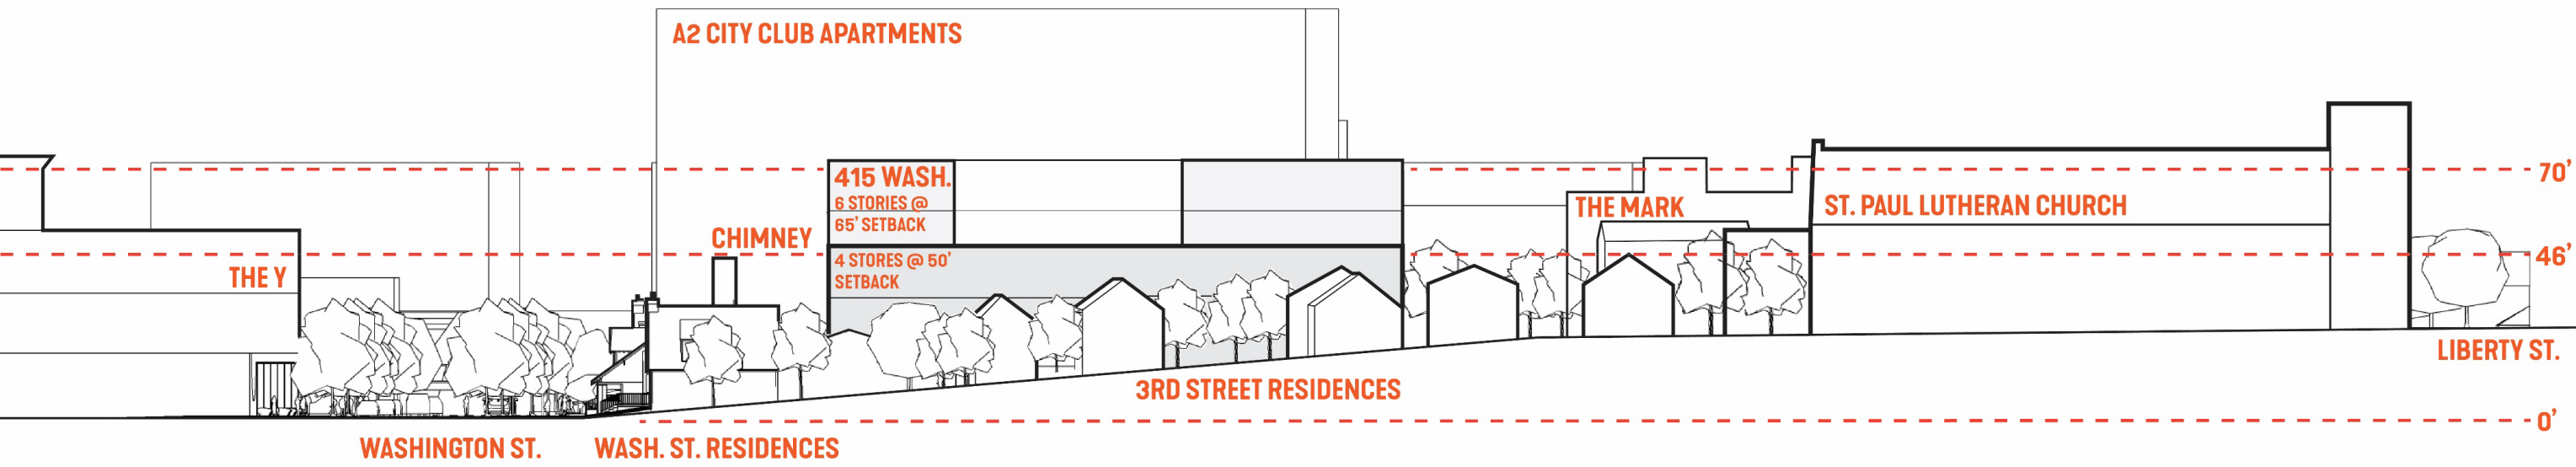 A2 CITY CLUB APARTMENTS
70'
415 WASH.
6 STORIES @
65' SETBACK
THE MARK
ST. PAUL LUTHERAN CHURCH
CHIMNEY
46'
4 STORES @ 50'
SETBACK
THE Y
LIBERTY ST.
3RD STREET RESIDENCES
0'
WASHINGTON ST.
WASH. ST. RESIDENCES